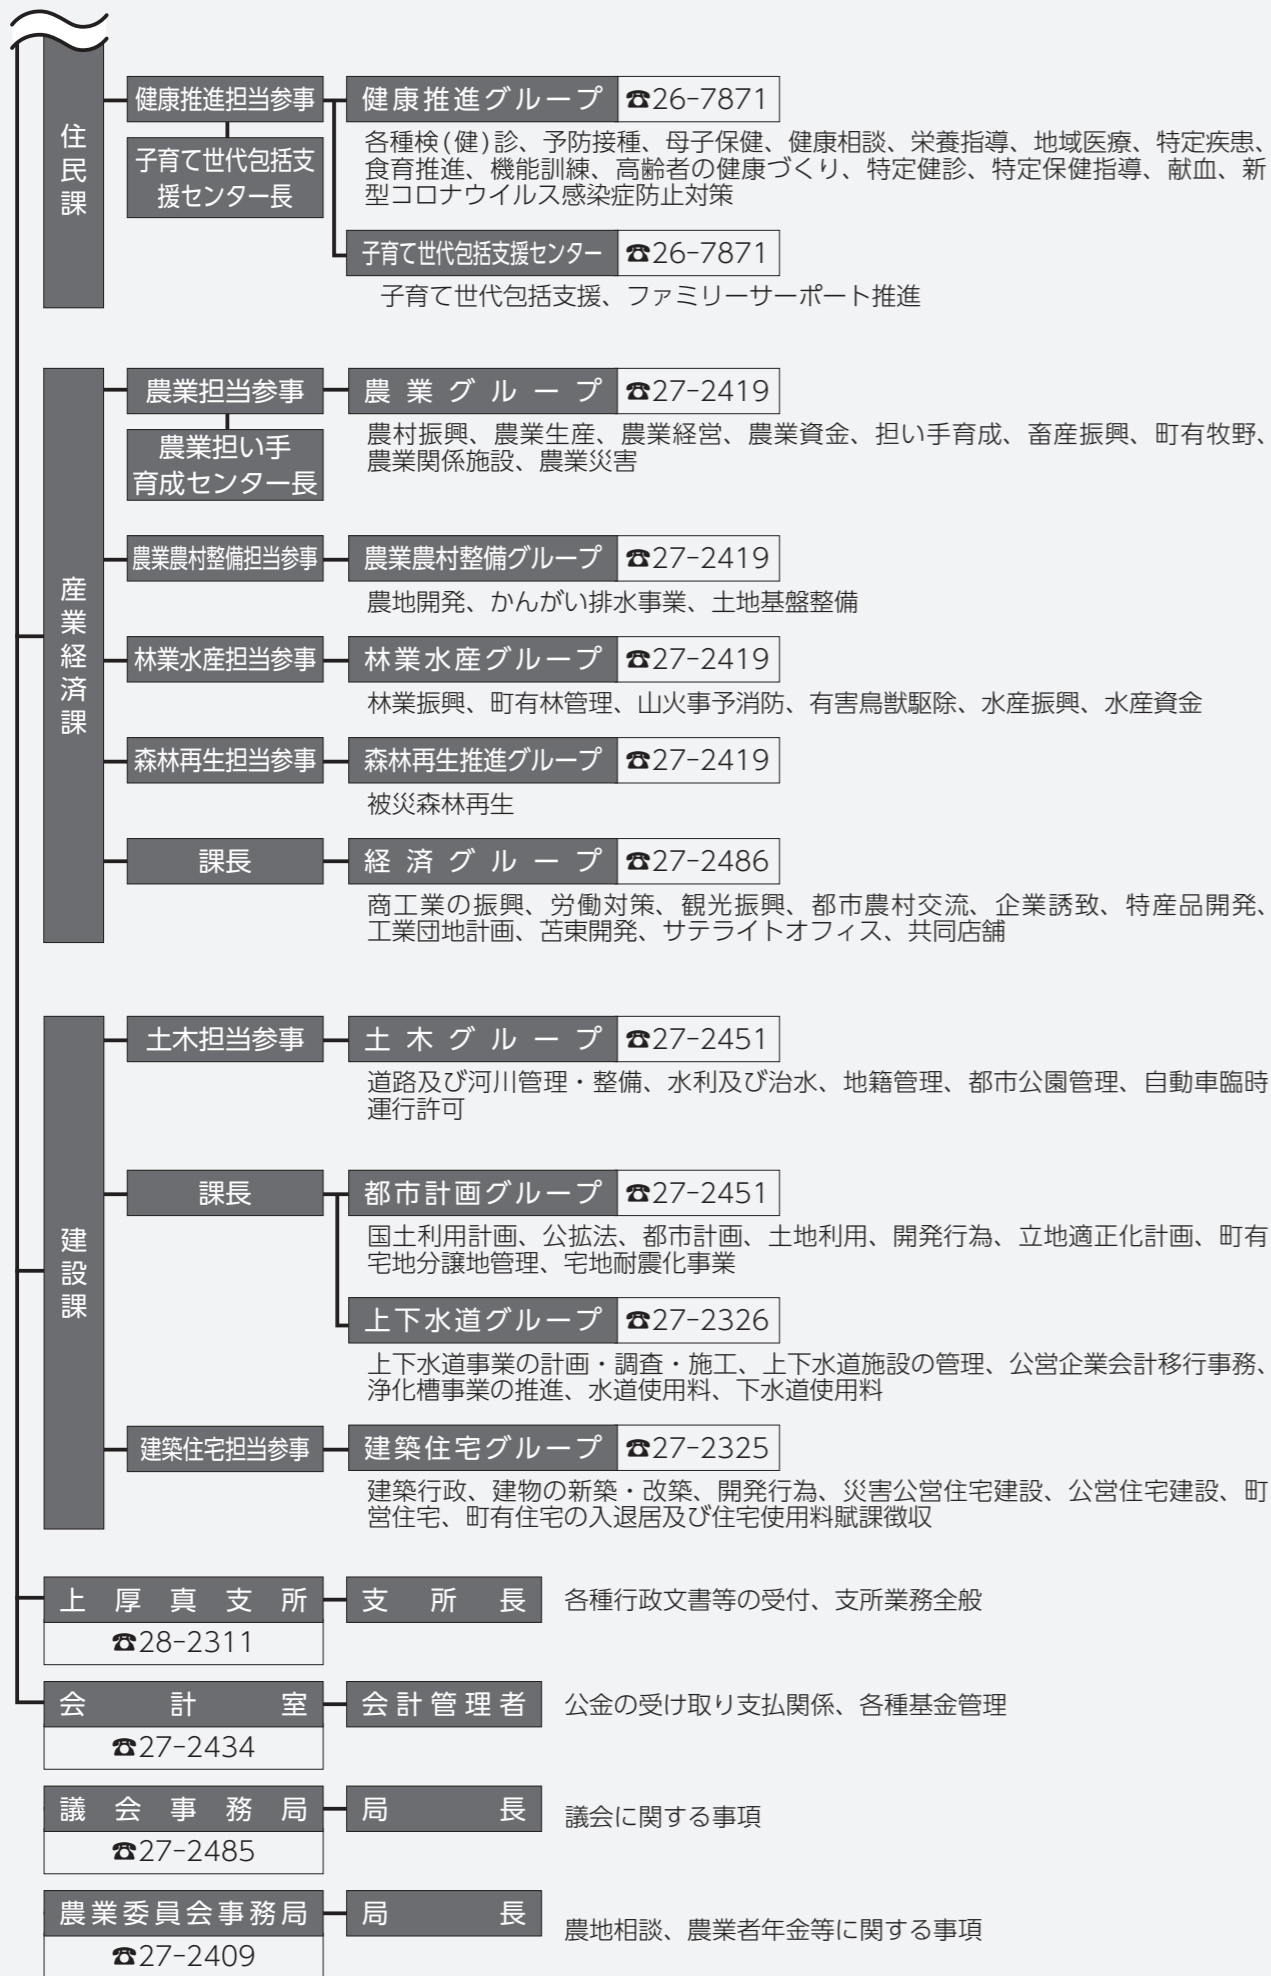 住民課
健康推進担当参事
子育て世代包括支
援センター長
健康推進グループ ☎26-7871
各種検(健)診、予防接種、母子保健、健康相談、栄養指導、地域医療、特定疾患、
食育推進、機能訓練、高齢者の健康づくり、特定健診、特定保健指導、献血、新
型コロナウイルス感染症防止対策
子育て世代包括支援センター ☎26-7871
子育て世代包括支援、ファミリーサーポート推進
産業経済課
農業担当参事
農業担い手
育成センター長
農業グループ ☎27-2419
農村振興、農業生産、農業経営、農業資金、担い手育成、畜産振興、町有牧野、
農業関係施設、農業災害
農業農村整備担当参事
農業農村整備グループ ☎27-2419
農地開発、かんがい排水事業、土地基盤整備
林業水産担当参事
林業水産グループ ☎27-2419
林業振興、町有林管理、山火事予消防、有害鳥獣駆除、水産振興、水産資金
森林再生担当参事
森林再生推進グループ ☎27-2419
被災森林再生
課長
経済グループ ☎27-2486
商工業の振興、労働対策、観光振興、都市農村交流、企業誘致、特産品開発、
工業団地計画、苫東開発、サテライトオフィス、共同店舗
建設課
土木担当参事
土木グループ ☎27-2451
道路及び河川管理・整備、水利及び治水、地籍管理、都市公園管理、自動車臨時
運行許可
課長
都市計画グループ ☎27-2451
国土利用計画、公拡法、都市計画、土地利用、開発行為、立地適正化計画、町有
宅地分譲地管理、宅地耐震化事業
上下水道グループ ☎27-2326
上下水道事業の計画・調査・施工、上下水道施設の管理、公営企業会計移行事務、
浄化槽事業の推進、水道使用料、下水道使用料
建築住宅担当参事
建築住宅グループ ☎27-2325
建築行政、建物の新築・改築、開発行為、災害公営住宅建設、公営住宅建設、町
営住宅、町有住宅の入退居及び住宅使用料賦課徴収
上厚真支所
☎28-2311
支所長
各種行政文書等の受付、支所業務全般
会計室
☎27-2434
会計管理者
公金の受け取り支払関係、各種基金管理
議会事務局
☎27-2485
局長
議会に関する事項
農業委員会事務局
☎27-2409
局長
農地相談、農業者年金等に関する事項